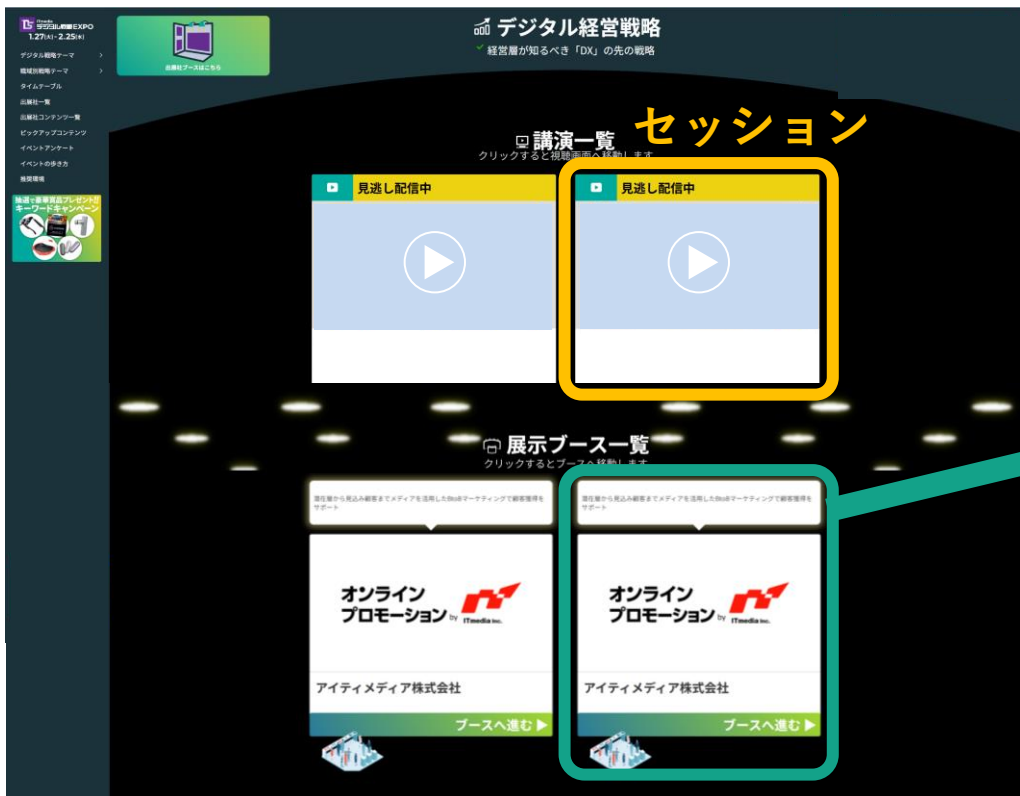 ITmedia
デジタル戦略EXPO
1.27(火) - 2.25(水)
デジタル戦略テーマ
職域別戦略テーマ
タイムテーブル
出展社一覧
出展社コンテンツ一覧
ピックアップコンテンツ
イベントアンケート
イベントの歩き方
推奨環境
抽選で豪華賞品プレゼント!!
キーワードキャンペーン
出展社ブースはこちら
デジタル経営戦略
経営層が知るべき「DX」の先の戦略
セッション
講演一覧
クリックすると視聴画面へ移動します
見逃し配信中
見逃し配信中
展示ブース一覧
クリックするとブースへ移動します
潜在層から見込み顧客までメディアを活用したBtoBマーケティングで顧客獲得を
サポート
潜在層から見込み顧客までメディアを活用したBtoBマーケティングで顧客獲得を
サポート
オンライン
プロモーション by ITmedia Inc.
オンライン
プロモーション by ITmedia Inc.
アイティメディア株式会社
アイティメディア株式会社
ブースへ進む
ブースへ進む